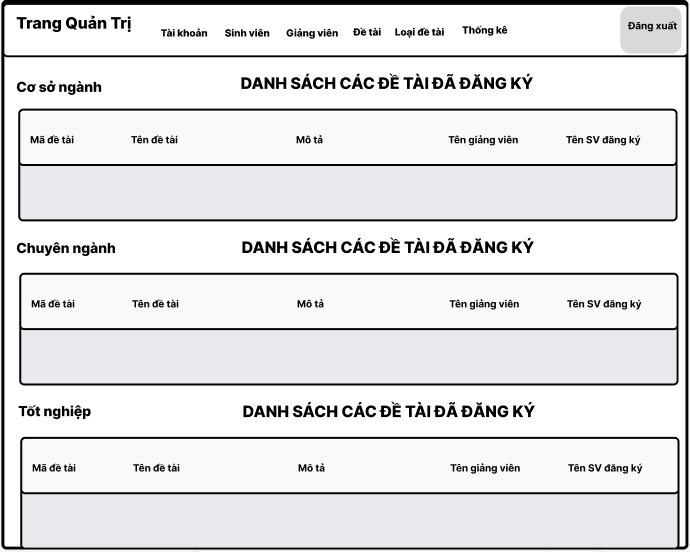 Trang Quản Trị Tài khoản Sinh viên Giảng viên Đề tài Loại đề tài Thống kê Đăng xuất
Cơ sở ngành DANH SÁCH CÁC ĐỀ TÀI ĐÃ ĐĂNG KÝ
Mã đề tài Tên đề tài Mô tả Tên giảng viên Tên SV đăng ký
Chuyên ngành DANH SÁCH CÁC ĐỀ TÀI ĐÃ ĐĂNG KÝ
Mã đề tài Tên đề tài Mô tả Tên giảng viên Tên SV đăng ký
Tốt nghiệp DANH SÁCH CÁC ĐỀ TÀI ĐÃ ĐĂNG KÝ
Mã đề tài Tên đề tài Mô tả Tên giảng viên Tên SV đăng ký